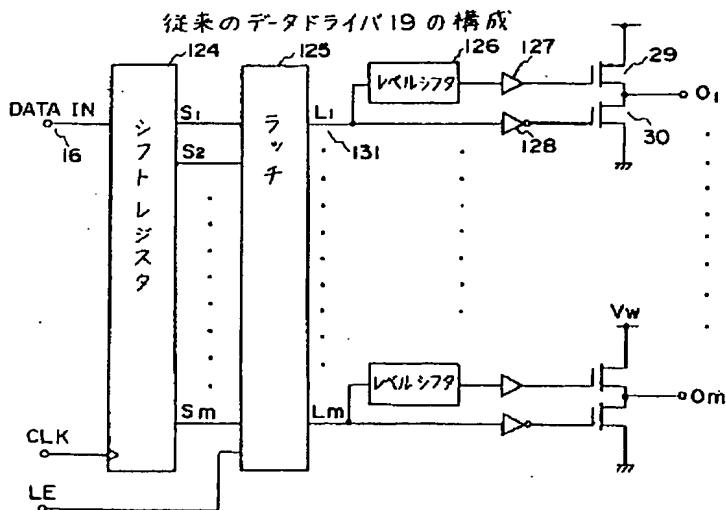 従来のデータドライバ19の構成
124
125
126
127
29
DATA IN
16
S1
S2
L1
131
レベルシフタ
128
30
O1
シフトレジスタ
ラッチ
Vw
レベルシフタ
Sm
Lm
Om
CLK
LE